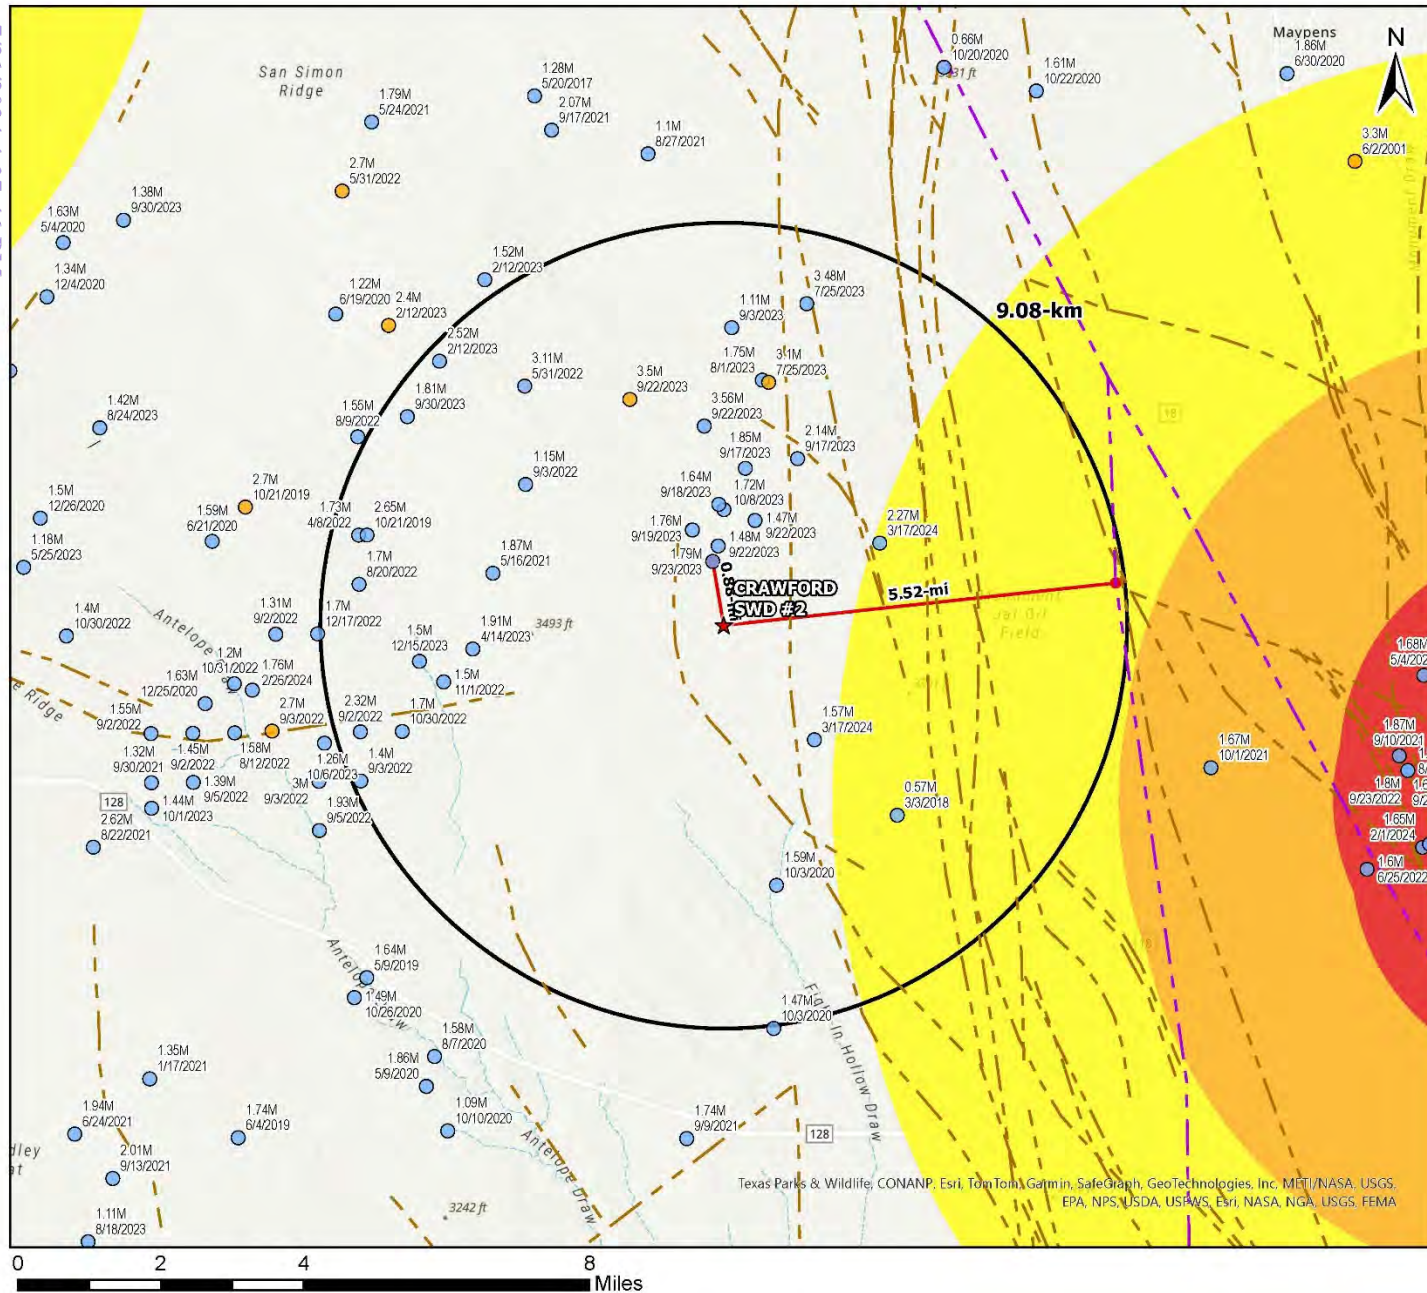 Maypens
1.86M
6/30/2020
N
0.66M
10/20/2020
1.61M
10/22/2020
San Simon
Ridge
1.28M
5/20/2017
2.07M
9/17/2021
1.79M
5/24/2021
1.1M
8/27/2021
3.3M
6/2/2001
2.7M
5/31/2022
1.38M
9/30/2023
1.63M
5/4/2020
1.34M
12/4/2020
1.52M
2/12/2023
1.22M
6/19/2020
2.4M
2/12/2023
3.48M
7/25/2023
9.08-km
1.11M
9/3/2023
2.52M
2/12/2023
3.11M
5/31/2022
1.75M
8/1/2023
3.1M
7/25/2023
3.5M
9/22/2023
1.81M
9/30/2023
1.42M
8/24/2023
1.55M
8/9/2022
3.56M
9/22/2023
18
1.85M
9/17/2023
2.14M
9/17/2023
1.15M
9/3/2022
1.64M
9/18/2023
1.72M
10/8/2023
2.7M
10/21/2019
1.5M
12/26/2020
1.59M
6/21/2020
1.73M
4/8/2022
2.65M
10/21/2019
1.76M
9/19/2023
1.47M
9/22/2023
1.48M
9/22/2023
2.27M
3/17/2024
1.18M
5/25/2023
1.7M
8/20/2022
1.87M
5/16/2021
1.79M
9/23/2023
CRAWFORD
SWD #2
5.52-mi
Jal Oil
Field
1.4M
10/30/2022
Antelope
1.31M
9/2/2022
1.7M
12/17/2022
1.5M
12/15/2023
1.91M
4/14/2023
3493 ft
1.2M
10/31/2022
1.76M
2/26/2024
1.63M
12/25/2020
1.5M
11/1/2022
1.68M
e Ridge
1.55M
9/2/2022
2.7M
9/3/2022
2.32M
9/2/2022
1.7M
10/30/2022
1.57M
3/17/2024
1.45M
9/2/2022
1.58M
8/12/2022
1.32M
9/30/2021
1.39M
9/5/2022
1.26M
10/6/2023
1.4M
9/3/2022
3M
9/3/2022
1.67M
10/1/2021
1.87M
9/10/2021
1.8M
9/23/2022
128
1.44M
10/1/2023
1.93M
9/5/2022
0.57M
3/3/2018
1.65M
2/1/2024
2.62M
8/22/2021
1.59M
10/3/2020
1.6M
6/25/2022
1.64M
5/9/2019
1.49M
10/26/2020
1.47M
10/3/2020
1.58M
8/7/2020
1.86M
5/9/2020
1.35M
1/17/2021
1.94M
6/24/2021
1.74M
6/4/2019
1.09M
10/10/2020
1.74M
9/9/2021
128
2.01M
9/13/2021
Antelope Draw
1.11M
8/18/2023
3242 ft
Texas Parks & Wildlife, CONANP, Esri, TomTom, Garmin, SafeGraph, GeoTechnologies, Inc, METI/NASA, USGS,
EPA, NPS, USDA, USFWS, Esri, NASA, NGA, USGS, FEMA
0 2 4 8
Miles